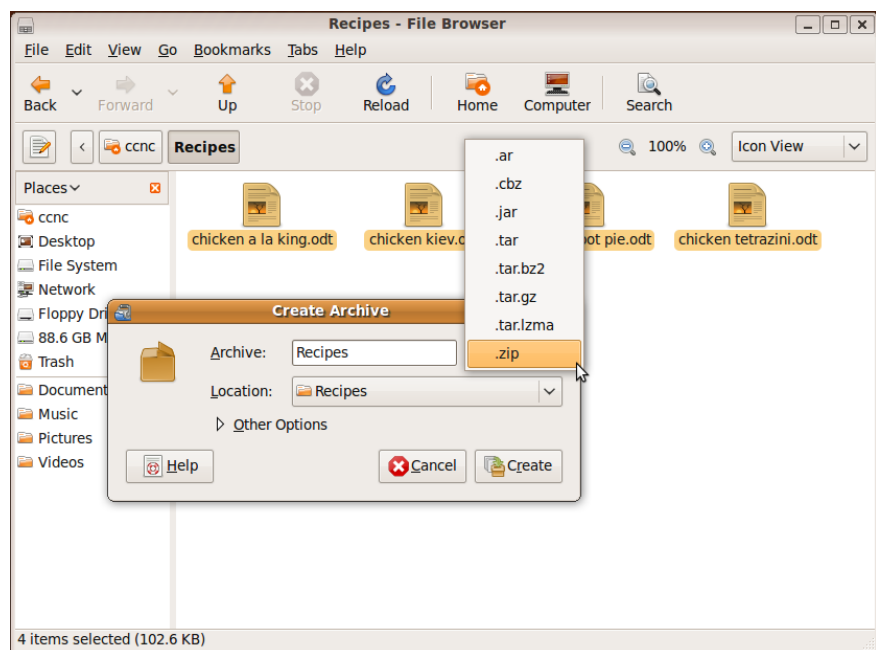 Recipes - File Browser
File Edit View Go Bookmarks Tabs Help
Back Forward Up Stop Reload Home Computer Search
ccnc Recipes 100% Icon View
Places
ccnc
Desktop
File System
Network
Floppy Dri
88.6 GB M
Trash
Document
Music
Pictures
Videos
chicken a la king.odt chicken kiev.o pot pie.odt chicken tetrazini.odt
.ar
.cbz
.jar
.tar
.tar.bz2
.tar.gz
.tar.lzma
.zip
Create Archive
Archive: Recipes
Location: Recipes
Other Options
Help Cancel Create
4 items selected (102.6 KB)